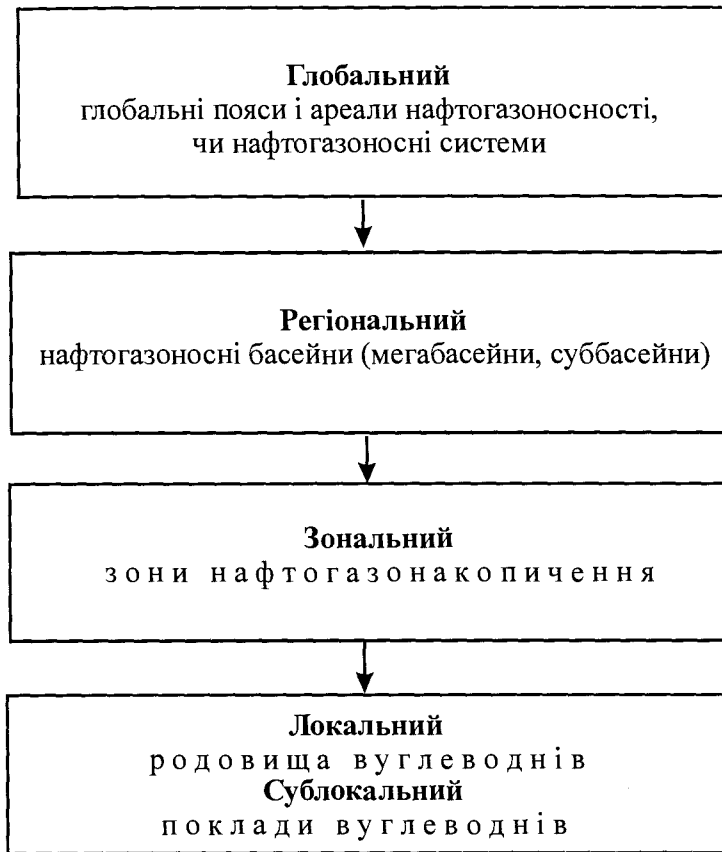 Глобальний
глобальні пояси і ареали нафтогазоносності,
чи нафтогазоносні системи
Регіональний
нафтогазоносні басейни (мегабасейни, суббасейни)
Зональний
зони нафтогазонакопичення
Локальний
родовища вуглеводнів
Сублокальний
поклади вуглеводнів